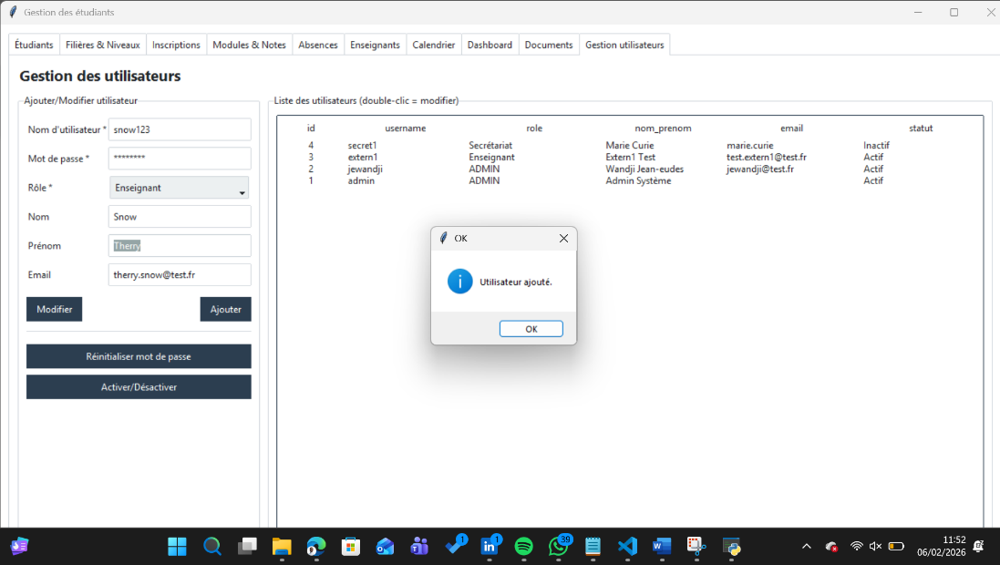 Gestion des étudiants
Étudiants Filières & Niveaux Inscriptions Modules & Notes Absences Enseignants Calendrier Dashboard Documents Gestion utilisateurs
Gestion des utilisateurs
Ajouter/Modifier utilisateur
Nom d'utilisateur * snow123
Mot de passe * ********
Rôle * Enseignant
Nom Snow
Prénom Therry
Email therry.snow@test.fr
Modifier Ajouter
Réinitialiser mot de passe
Activer/Désactiver
Liste des utilisateurs (double-clic = modifier)
id username role nom_prenom email statut
4 secret1 Secrétariat Marie Curie marie.curie Inactif
3 extern1 Enseignant Extern1 Test test.extern1@test.fr Actif
2 jewandji ADMIN Wandji Jean-eudes jewandji@test.fr Actif
1 admin ADMIN Admin Système Actif
OK
Utilisateur ajouté.
OK
1 1 39
11:52
06/02/2026